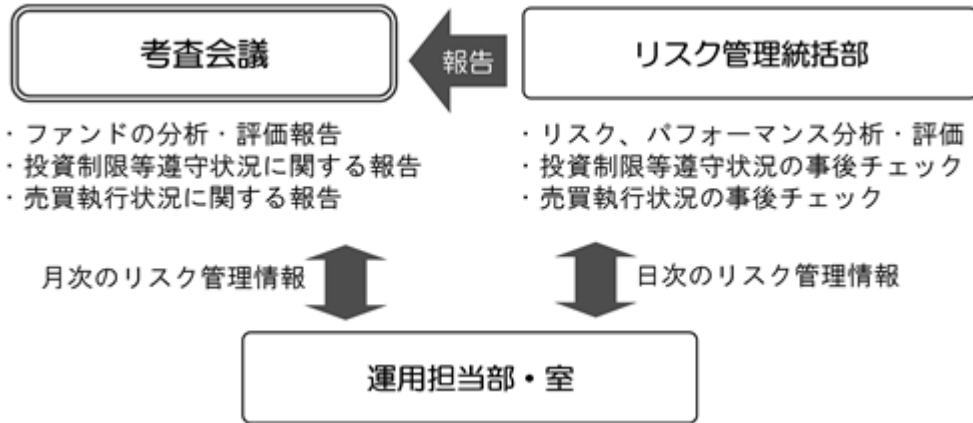 考査会議
報告
リスク管理統括部
・ファンドの分析・評価報告
・投資制限等遵守状況に関する報告
・売買執行状況に関する報告
・リスク、パフォーマンス分析・評価
・投資制限等遵守状況の事後チェック
・売買執行状況の事後チェック
月次のリスク管理情報
日次のリスク管理情報
運用担当部・室